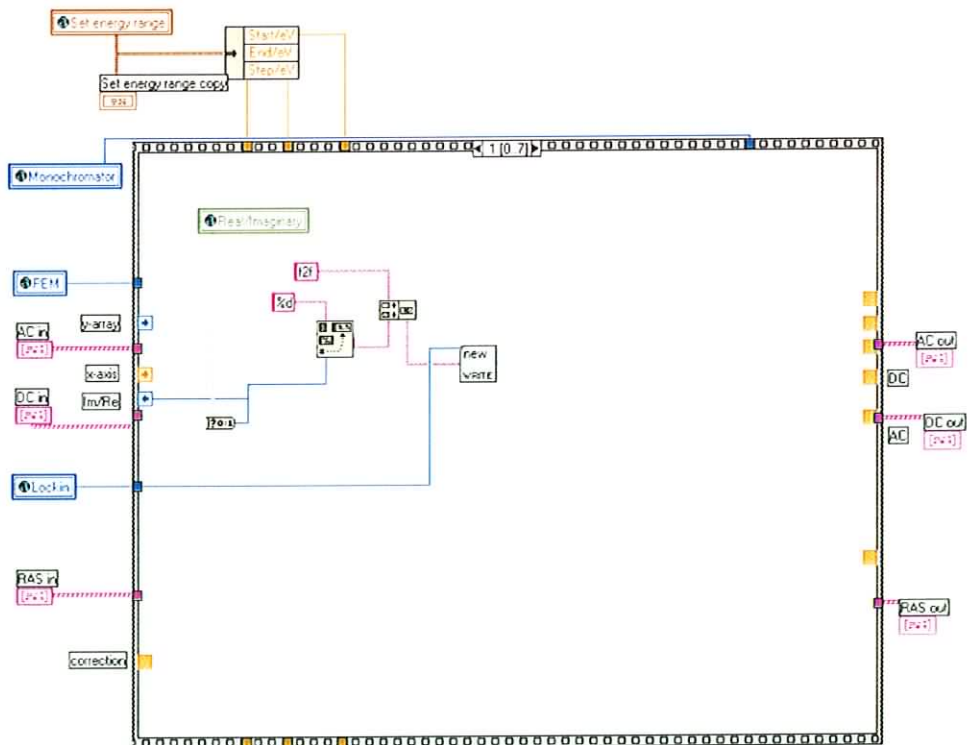 Set energy range
Start/eV
End/eV
Step/eV
Set energy range copy
1 [0..7]
Monochromator
Real/Imaginary
PEM
f2f
%d
y-array
AC in
AC out
new
WRITE
x-axis
DC
DC in
Im/Re
DC out
AC
Lockin
RAS in
RAS out
correction